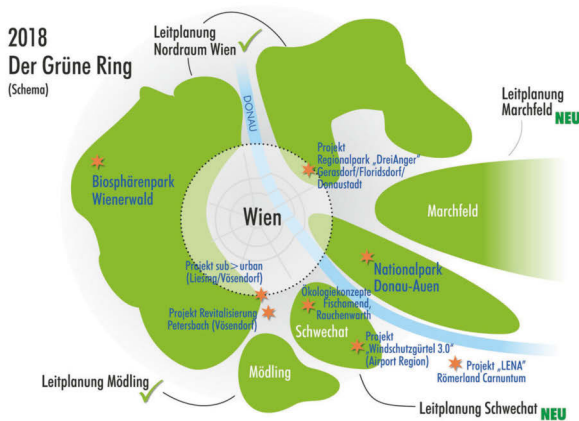 2018
Der Grüne Ring
(Schema)
Leitplanung
Nordraum Wien
DONAU
Leitplanung
Marchfeld NEU
Projekt
Regionalpark „DreiAnger"
Gerasdorf/Floridsdorf/
Donaustadt
Biosphärenpark
Wienerwald
Wien
Marchfeld
Projekt sub>urban
(Liesing/Vösendorf)
Nationalpark
Donau-Auen
Ökologiekonzepte
Fischamend,
Rauchenwarth
Projekt Revitalisierung
Petersbach (Vösendorf)
Schwechat
Projekt
„Windschutzgürtel 3.0"
(Airport Region)
Mödling
Projekt „LENA"
Römerland Carnuntum
Leitplanung Mödling
Leitplanung Schwechat NEU